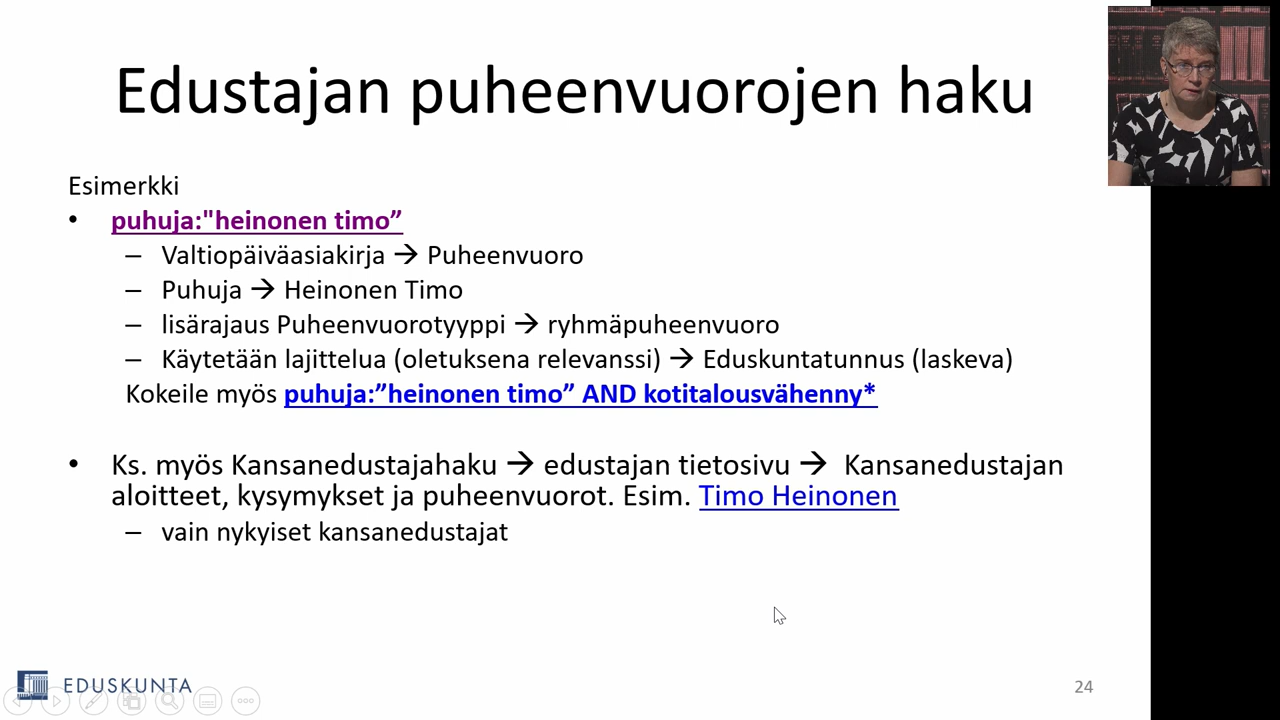 Edustajan puheenvuorojen haku
Esimerkki
• puhuja:"heinonen timo”
– Valtiopäiväasiakirja → Puheenvuoro
– Puhuja → Heinonen Timo
– lisärajaus Puheenvuorotyyppi → ryhmäpuheenvuoro
– Käytetään lajittelua (oletuksena relevanssi) → Eduskuntatunnus (laskeva)
Kokeile myös puhuja:”heinonen timo” AND kotitalousvähenny*
• Ks. myös Kansanedustajahaku → edustajan tietosivu → Kansanedustajan
aloitteet, kysymykset ja puheenvuorot. Esim. Timo Heinonen
– vain nykyiset kansanedustajat
EDUSKUNTA
24